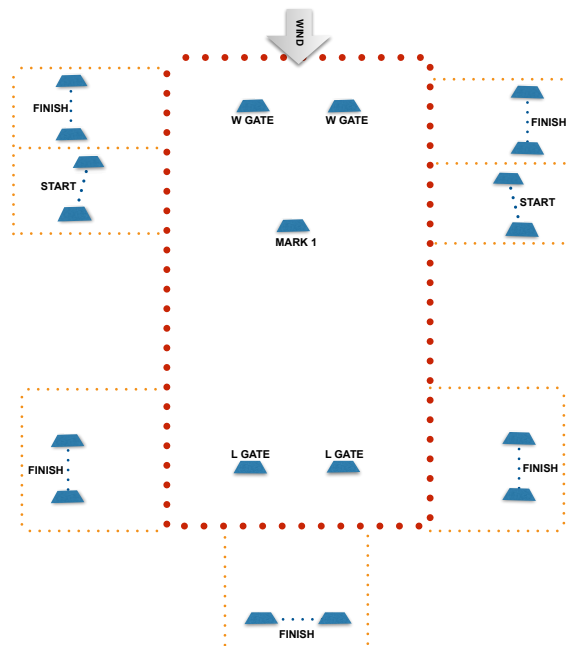 WIND
FINISH
W GATE
W GATE
FINISH
START
START
MARK 1
L GATE
L GATE
FINISH
FINISH
FINISH